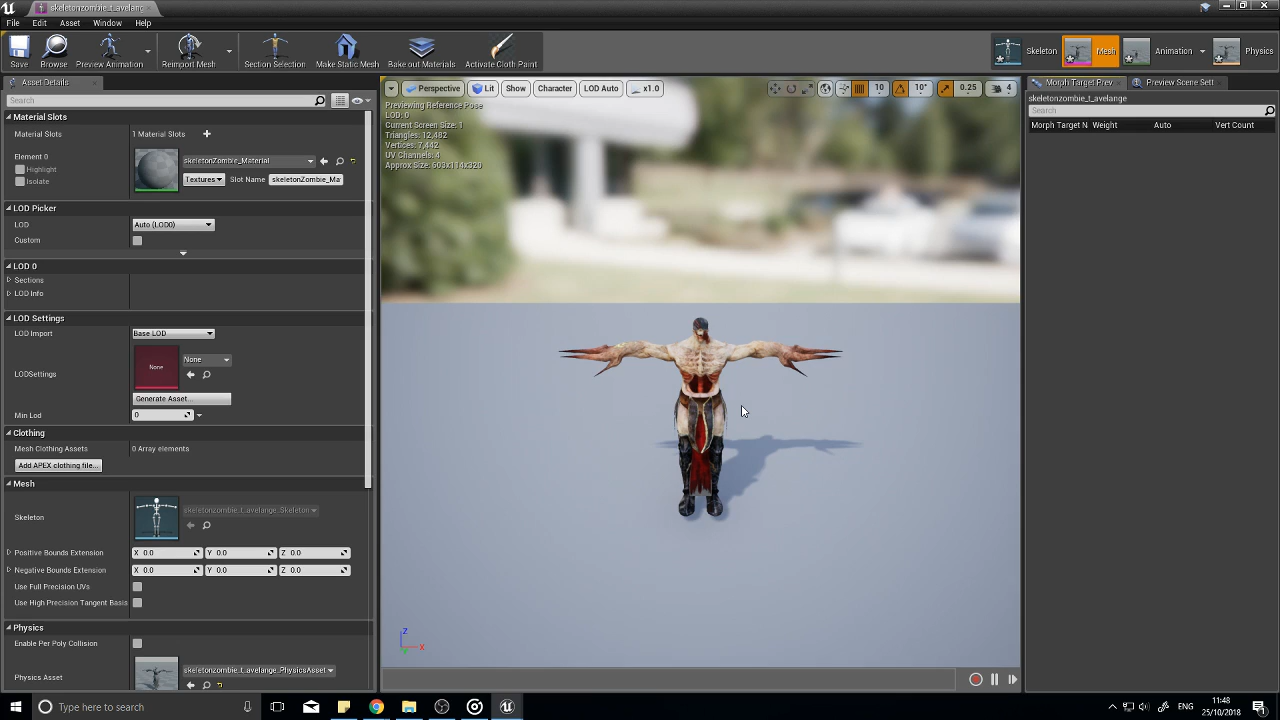 skeletonzombie_t_avelang
File Edit Asset Window Help
Save Browse Preview Animation Reimport Mesh Section Selection Make Static Mesh Bake out Materials Activate Cloth Paint Skeleton Mesh Animation Physics
Asset Details
Morph Target Prev Preview Scene Sett
Search
Perspective Lit Show Character LOD Auto x1.0 10 10° 0.25 4
skeletonzombie_t_avelange
Search
Morph Target N Weight Auto Vert Count
Previewing Reference Pose
LOD: 0
Current Screen Size: 1
Triangles: 12,482
Vertices: 7,442
UV Channels: 4
Approx Size: 603x114x320
Material Slots
Material Slots 1 Material Slots
Element 0
Highlight
Isolate
skeletonZombie_Material
Textures Slot Name skeletonZombie_Ma
LOD Picker
LOD Auto (LOD0)
Custom
LOD 0
Sections
LOD Info
LOD Settings
LOD Import Base LOD
LODSettings None None
Generate Asset...
Min Lod 0
Clothing
Mesh Clothing Assets 0 Array elements
Add APEX clothing file...
Mesh
Skeleton skeletonzombie_t_avelange_Skeleton
Positive Bounds Extension X 0.0 Y 0.0 Z 0.0
Negative Bounds Extension X 0.0 Y 0.0 Z 0.0
Use Full Precision UVs
Use High Precision Tangent Basis
Physics
Enable Per Poly Collision
Physics Asset skeletonzombie_t_avelange_PhysicsAsset
Z
X
Type here to search
ENG
11:48
25/10/2018
1